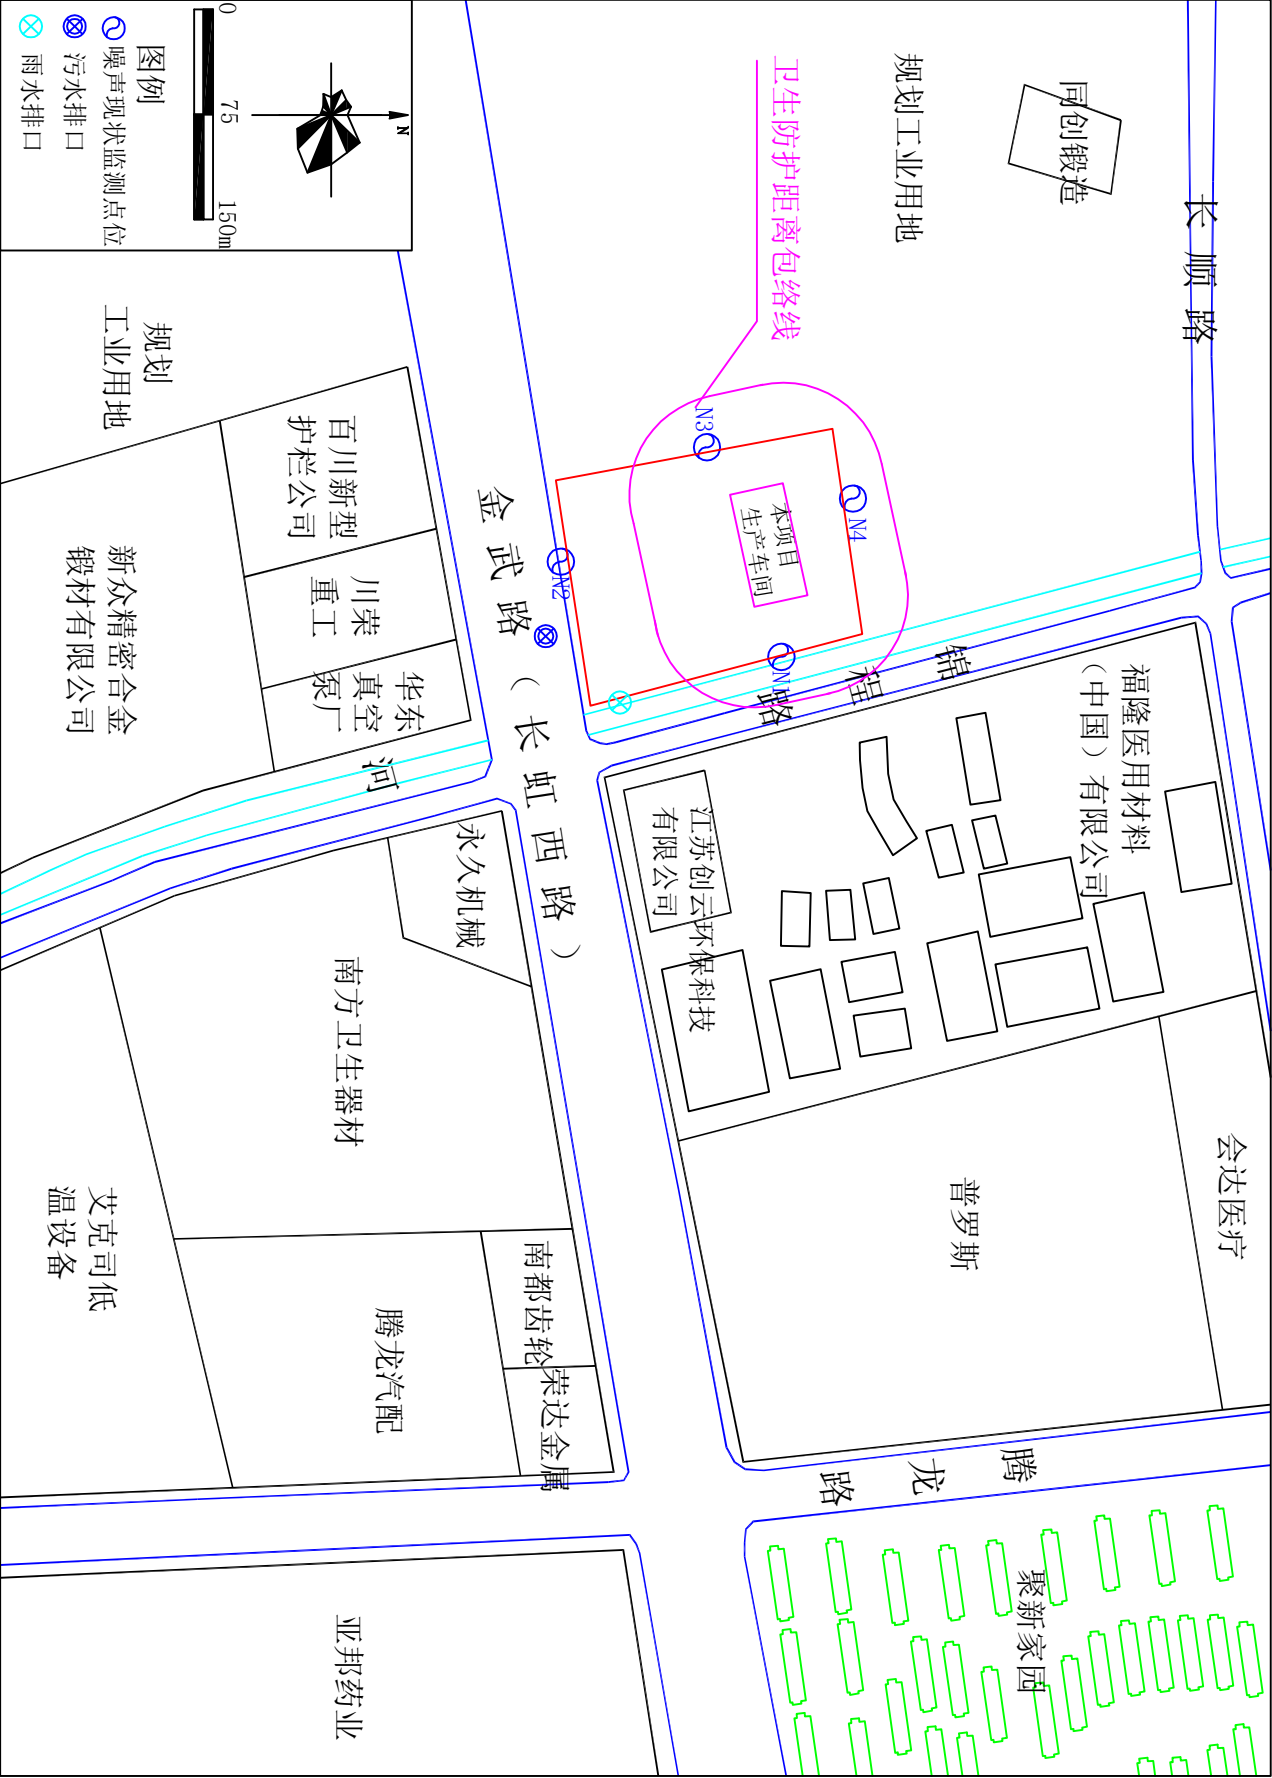 长顺路
同创锻造
规划工业用地
卫生防护距离包络线
N3
N4
本项目
生产车间
N2
N1
锦程路
福隆医用材料
（中国）有限公司
江苏创云环保科技
有限公司
会达医疗
普罗斯
腾龙路
聚新家园
金武路（长虹西路）
N
0
75
150m
图例
噪声现状监测点位
污水排口
雨水排口
规划
工业用地
百川新型
护栏公司
川荣
重工
华东
真空
泵厂
新众精密合金
锻材有限公司
河
永久机械
南方卫生器材
南都齿轮
荣达金属
腾龙汽配
艾克司低
温设备
亚邦药业